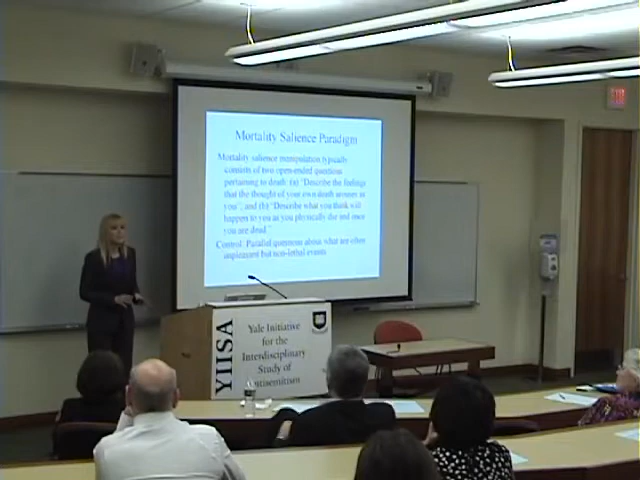 Mortality Salience Paradigm
Mortality salience manipulation typically
consists of two open-ended questions
pertaining to death: (a) "Describe the feelings
that the thought of your own death arouses in
you", and (b) "Describe what you think will
happen to you as you physically die and once
you are dead."
Control: Parallel questions about what are often
unpleasant but non-lethal events
YIISA
Yale Initiative
for the
Interdisciplinary
Study of
Antisemitism
EXIT